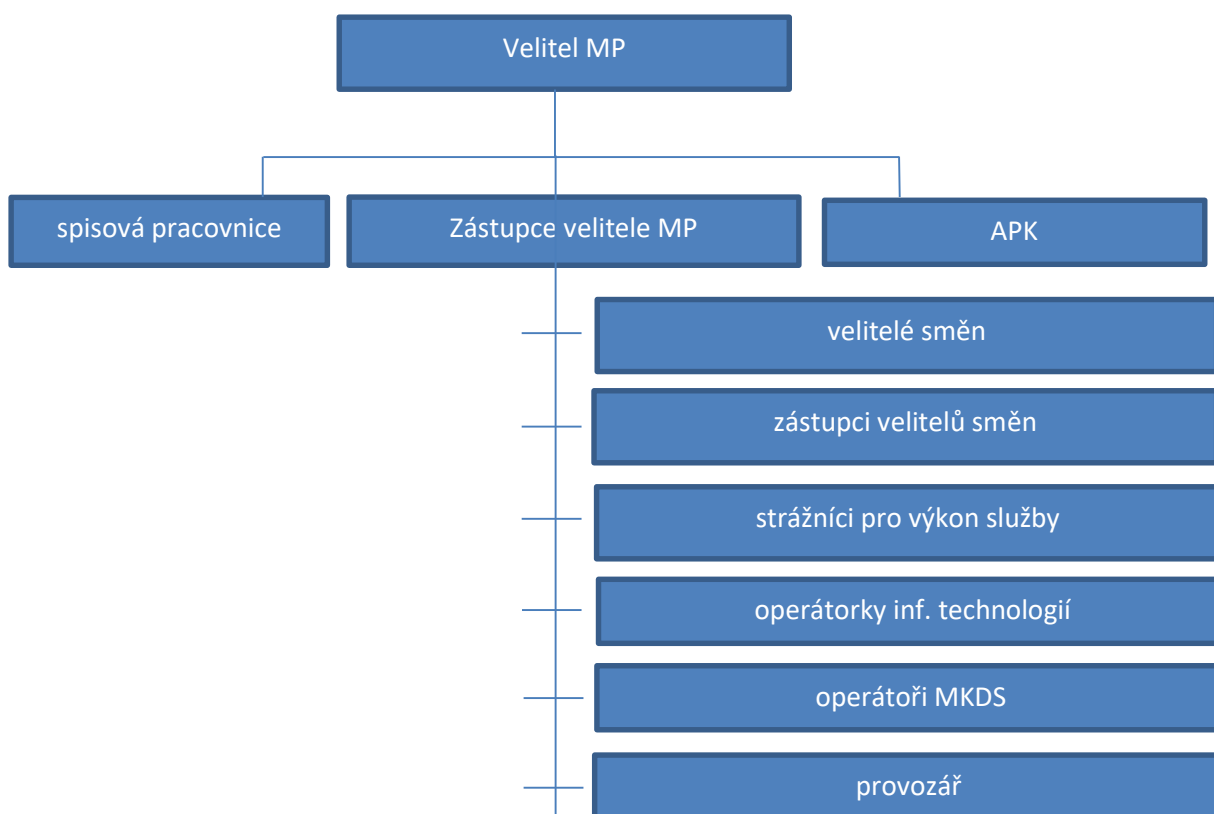 Velitel MP
spisová pracovnice
Zástupce velitele MP
APK
velitelé směn
zástupci velitelů směn
strážníci pro výkon služby
operátorky inf. technologií
operátoři MKDS
provozář